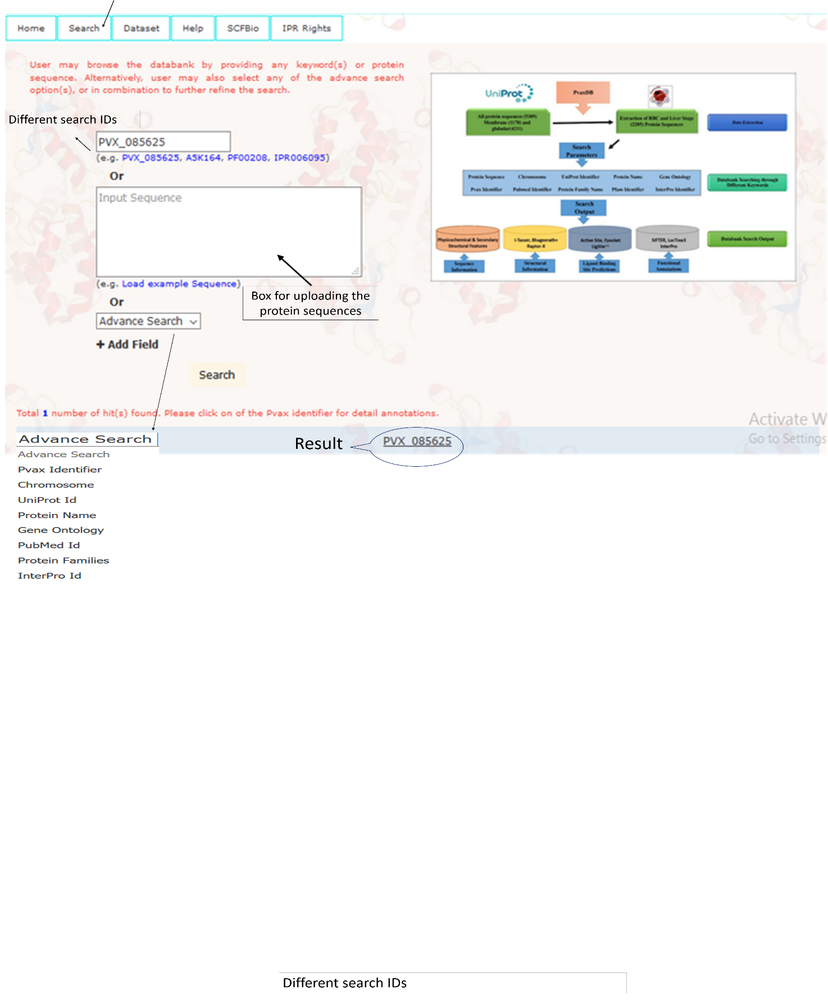 Home Search Dataset Help SCFBio IPR Rights
User may browse the databank by providing any keyword(s) or protein
sequence. Alternatively, user may also select any of the advance search
option(s), or in combination to further refine the search.
Different search IDs
PVX_085625
(e.g. PVX_085625, A5K164, PF00208, IPR006095)
Or
Input Sequence
(e.g. Load example Sequence)
Box for uploading the
protein sequences
Or
Advance Search
+ Add Field
Search
UniProt
PvaxDB
All protein sequences (5389)
Membrane (1178) and
globular(4211)
Extraction of RBC and Liver Stage
(2205) Protein Sequences
Data Extraction
Search
Parameters
Protein Sequence Chromosome UniProt Identifier Protein Name Gene Ontology
Pvax Identifier Pubmed Identifier Protein Family Name Pfam Identifier InterPro Identifier
Databank Searching through
Different Keywords
Search
Output
Physicochemical & Secondary
Structural Features
I-Tasser, Bhageerath+
Raptor-X
Active Site, Fpocket
LigSite
SIFTER, LocTree3
InterPro
Databank Search Output
Sequence
Information
Structural
Information
Ligand Binding
Site Predictions
Functional
Annotations
Total 1 number of hit(s) found. Please click on of the Pvax identifier for detail annotations.
Activate W
Go to Settings
Advance Search
Result
PVX_085625
Advance Search
Pvax Identifier
Chromosome
UniProt Id
Protein Name
Gene Ontology
PubMed Id
Protein Families
InterPro Id
Different search IDs